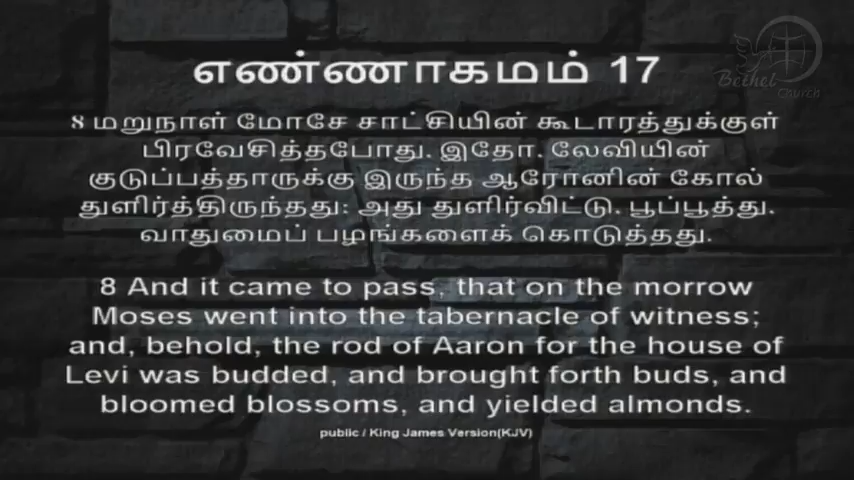 எண்ணாகமம் 17
Bethel
Church
8 மறுநாள் மோசே சாட்சியின் கூடாரத்துக்குள்
பிரவேசித்தபோது. இதோ. லேவியின்
குடுப்பத்தாருக்கு இருந்த ஆரோனின் கோல்
துளிர்த்திருந்தது: அது துளிர்விட்டு. பூப்பூத்து.
வாதுமைப் பழங்களைக் கொடுத்தது.
8 And it came to pass, that on the morrow
Moses went into the tabernacle of witness;
and, behold, the rod of Aaron for the house of
Levi was budded, and brought forth buds, and
bloomed blossoms, and yielded almonds.
public / King James Version(KJV)